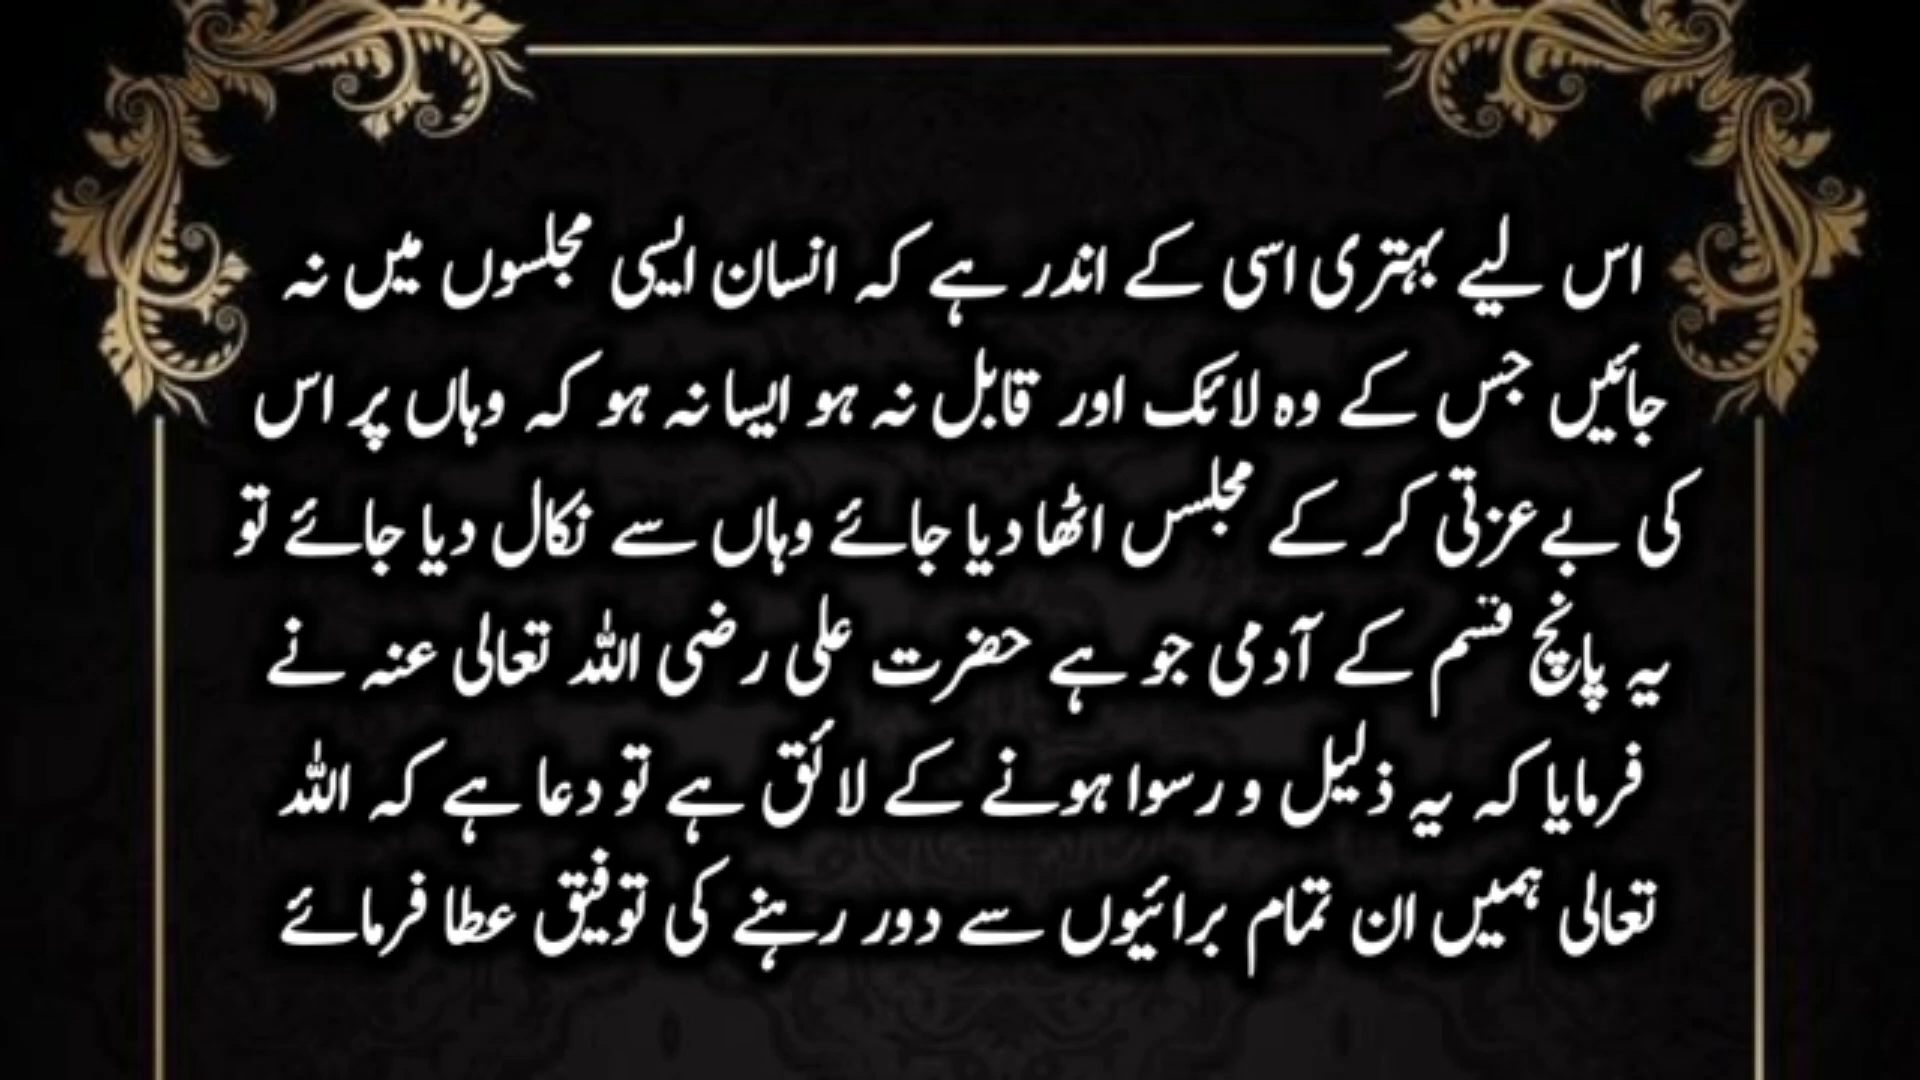 اس لیے بہتری اسی کے اندر ہے کہ انسان ایسی مجلسوں میں نہ
جائیں جس کے وہ لائک اور قابل نہ ہو ایسا نہ ہو کہ وہاں پر اس
کی بےعزتی کر کے مجلس اٹھا دیا جائے وہاں سے نکال دیا جائے تو
یہ پانچ قسم کے آدمی جو ہے حضرت علی رضی اللہ تعالی عنہ نے
فرمایا کہ یہ ذلیل و رسوا ہونے کے لائق ہے تو دعا ہے کہ اللہ
تعالی ہمیں ان تمام برائیوں سے دور رہنے کی توفیق عطا فرمائے